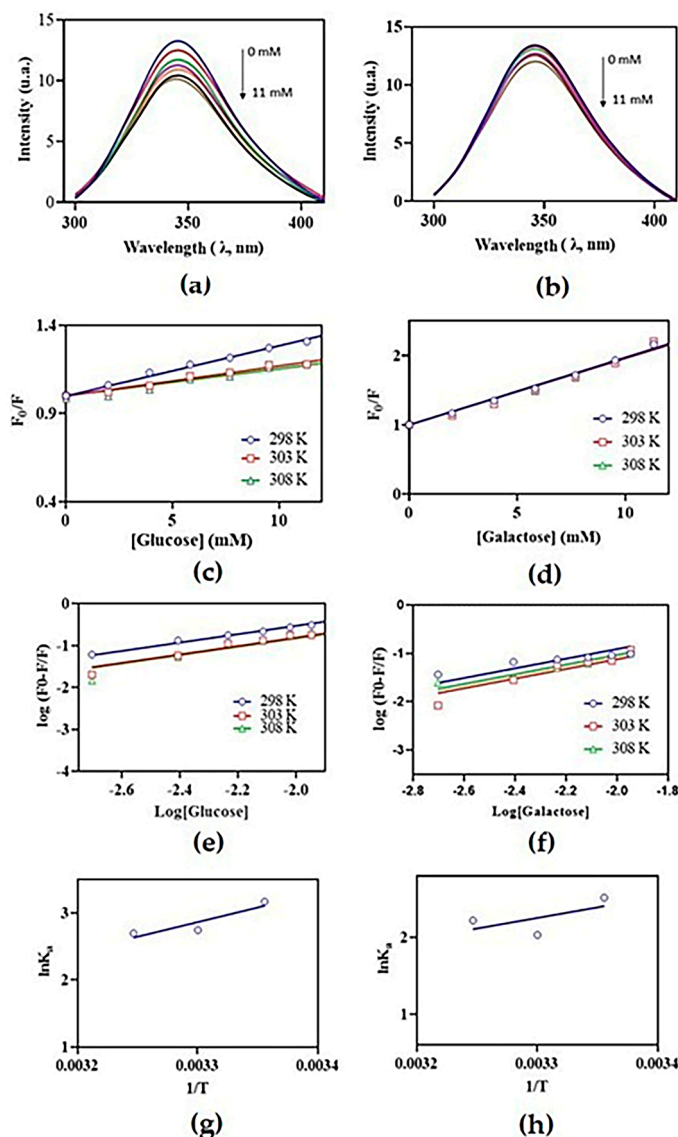 15
10
5
0
Intensity (u.a.)
0 mM
11 mM
300
350
400
Wavelength ( λ, nm)
(a)
15
10
5
0
Intensity (u.a.)
0 mM
11 mM
300
350
400
Wavelength ( λ, nm)
(b)
1.4
0.9
0.4
F₀/F
298 K
303 K
308 K
0
5
10
[Glucose] (mM)
(c)
2
1
0
F₀/F
298 K
303 K
308 K
0
5
10
[Galactose] (mM)
(d)
0
-1
-2
-3
-4
log (F0-F/F)
298 K
303 K
308 K
-2.6
-2.4
-2.2
-2.0
Log[Glucose]
(e)
0
-1
-2
-3
log (F0-F/F)
298 K
303 K
308 K
-2.8
-2.6
-2.4
-2.2
-2.0
-1.8
Log[Galactose]
(f)
3
2
1
lnKₐ
0.0032
0.0033
0.0034
1/T
(g)
2
1
lnKₐ
0.0032
0.0033
0.0034
1/T
(h)